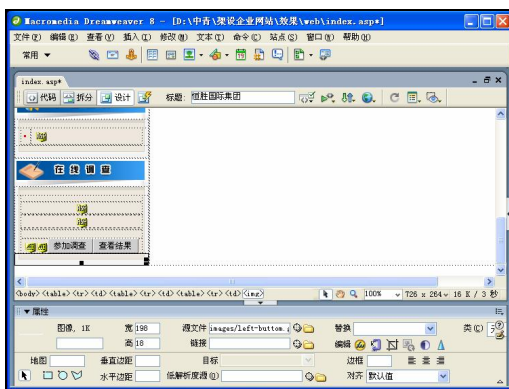 Macromedia Dreamweaver 8 - [D:\中青\架设企业网站\效果\web\index.asp*]
文件(F) 编辑(E) 查看(V) 插入(I) 修改(M) 文本(T) 命令(C) 站点(S) 窗口(W) 帮助(H)
常用
index.asp*
代码 拆分 设计 标题: 恒胜国际集团
在线调查
参加调查 查看结果
<body> <table> <tr> <td> <table> <tr> <td> <table> <tr> <td> <img> 100% 726 x 264 16 K / 3 秒
属性
图像, 1K 宽 198 源文件 images/left-buttom. 替换 类(C)
高 18 链接 编辑
地图 垂直边距 目标 边框
水平边距 低解析度源(O) 对齐 默认值